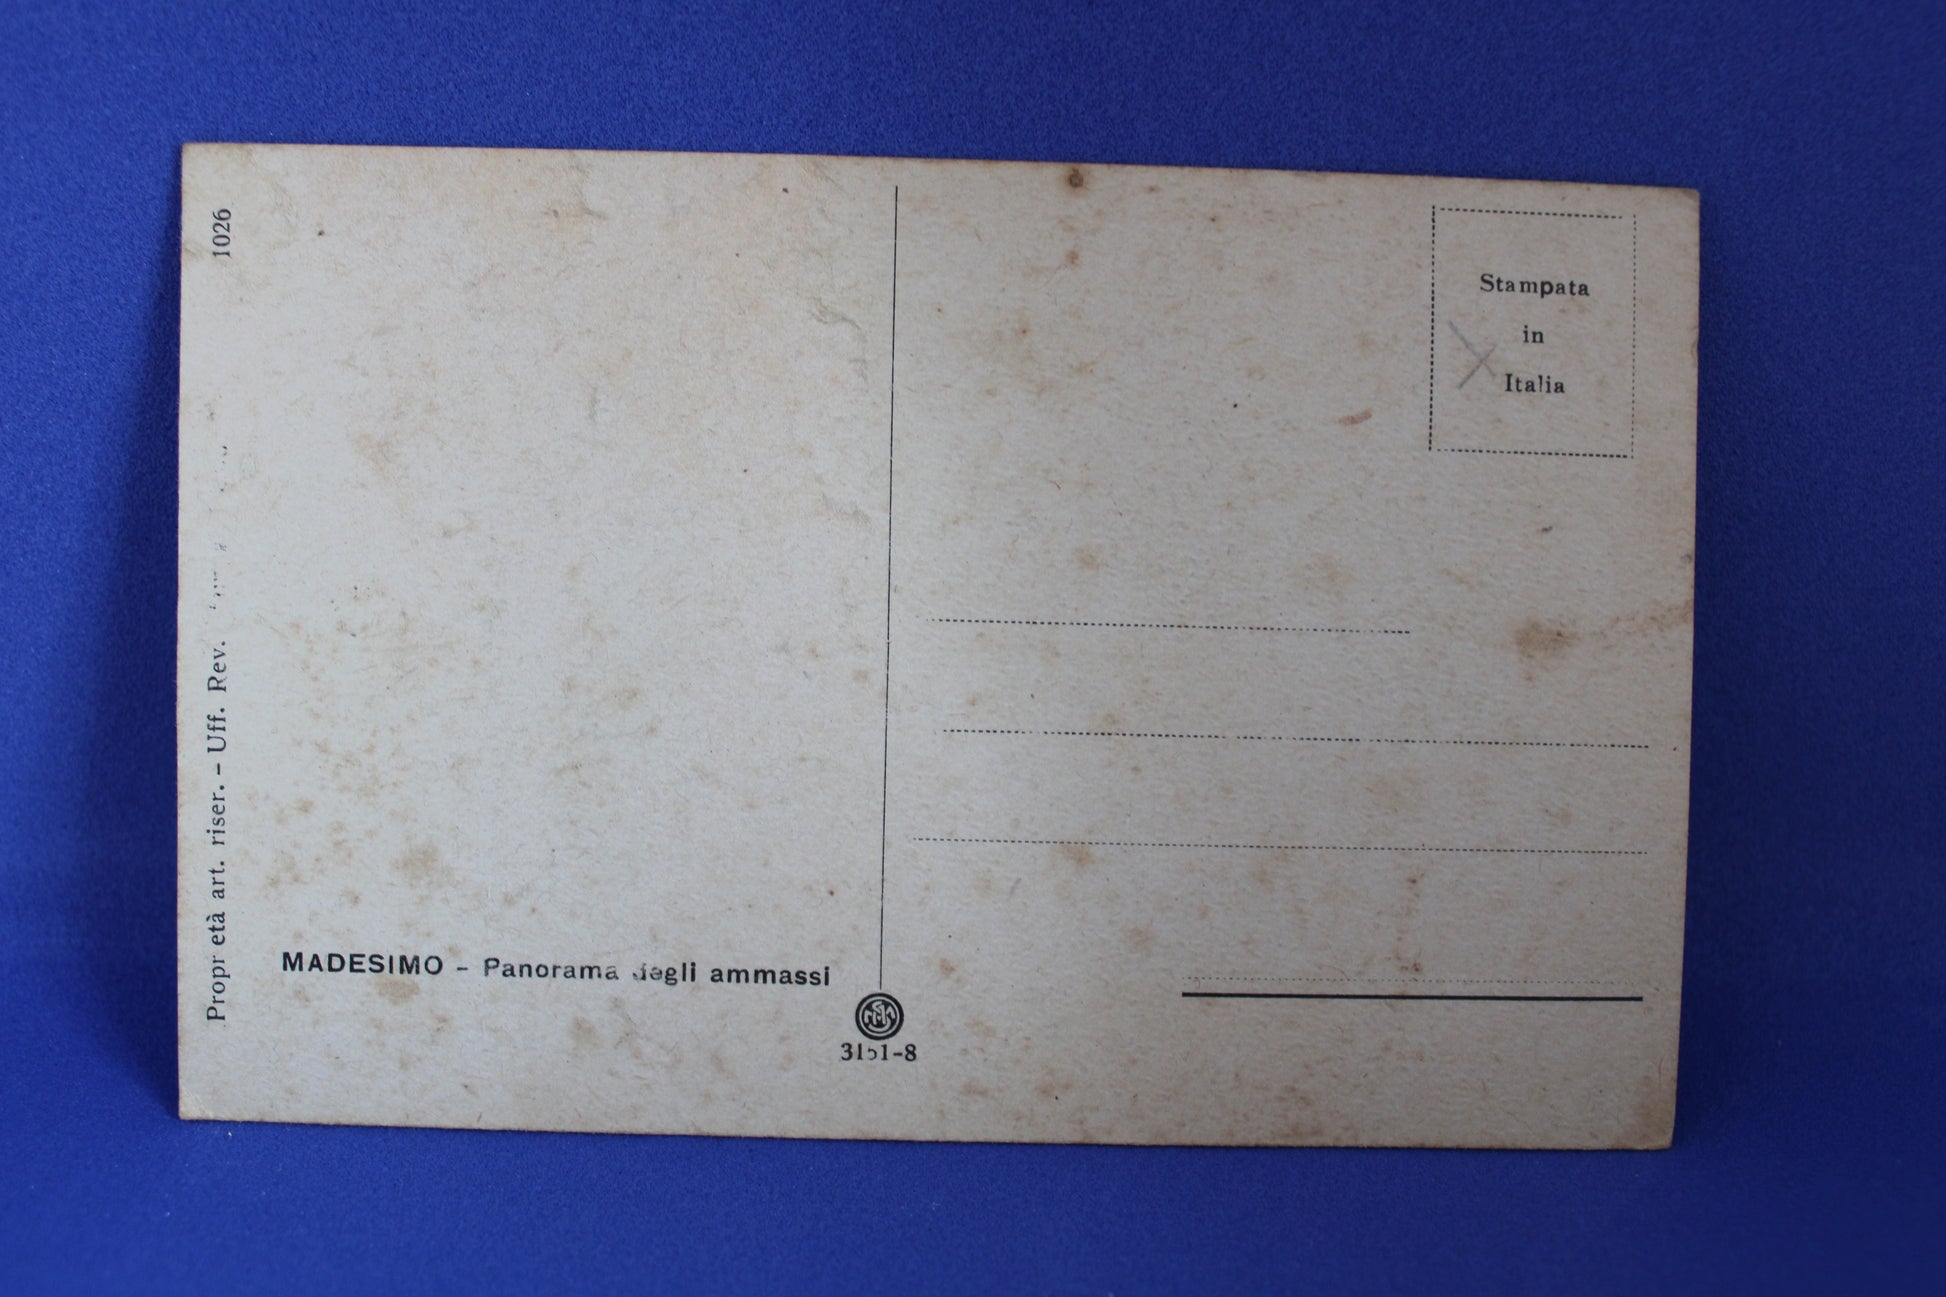 1026
Propr età art. riser. - Uff. Rev.
Stampata
in
Italia
MADESIMO - Panorama degli ammassi
3151-8